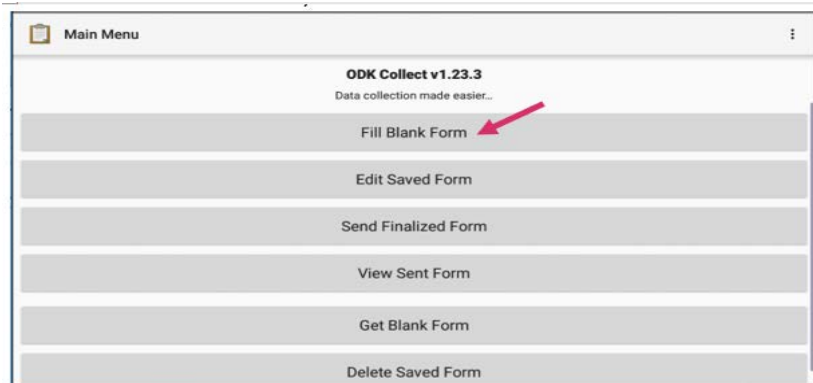 Main Menu
ODK Collect v1.23.3
Data collection made easier...
Fill Blank Form
Edit Saved Form
Send Finalized Form
View Sent Form
Get Blank Form
Delete Saved Form